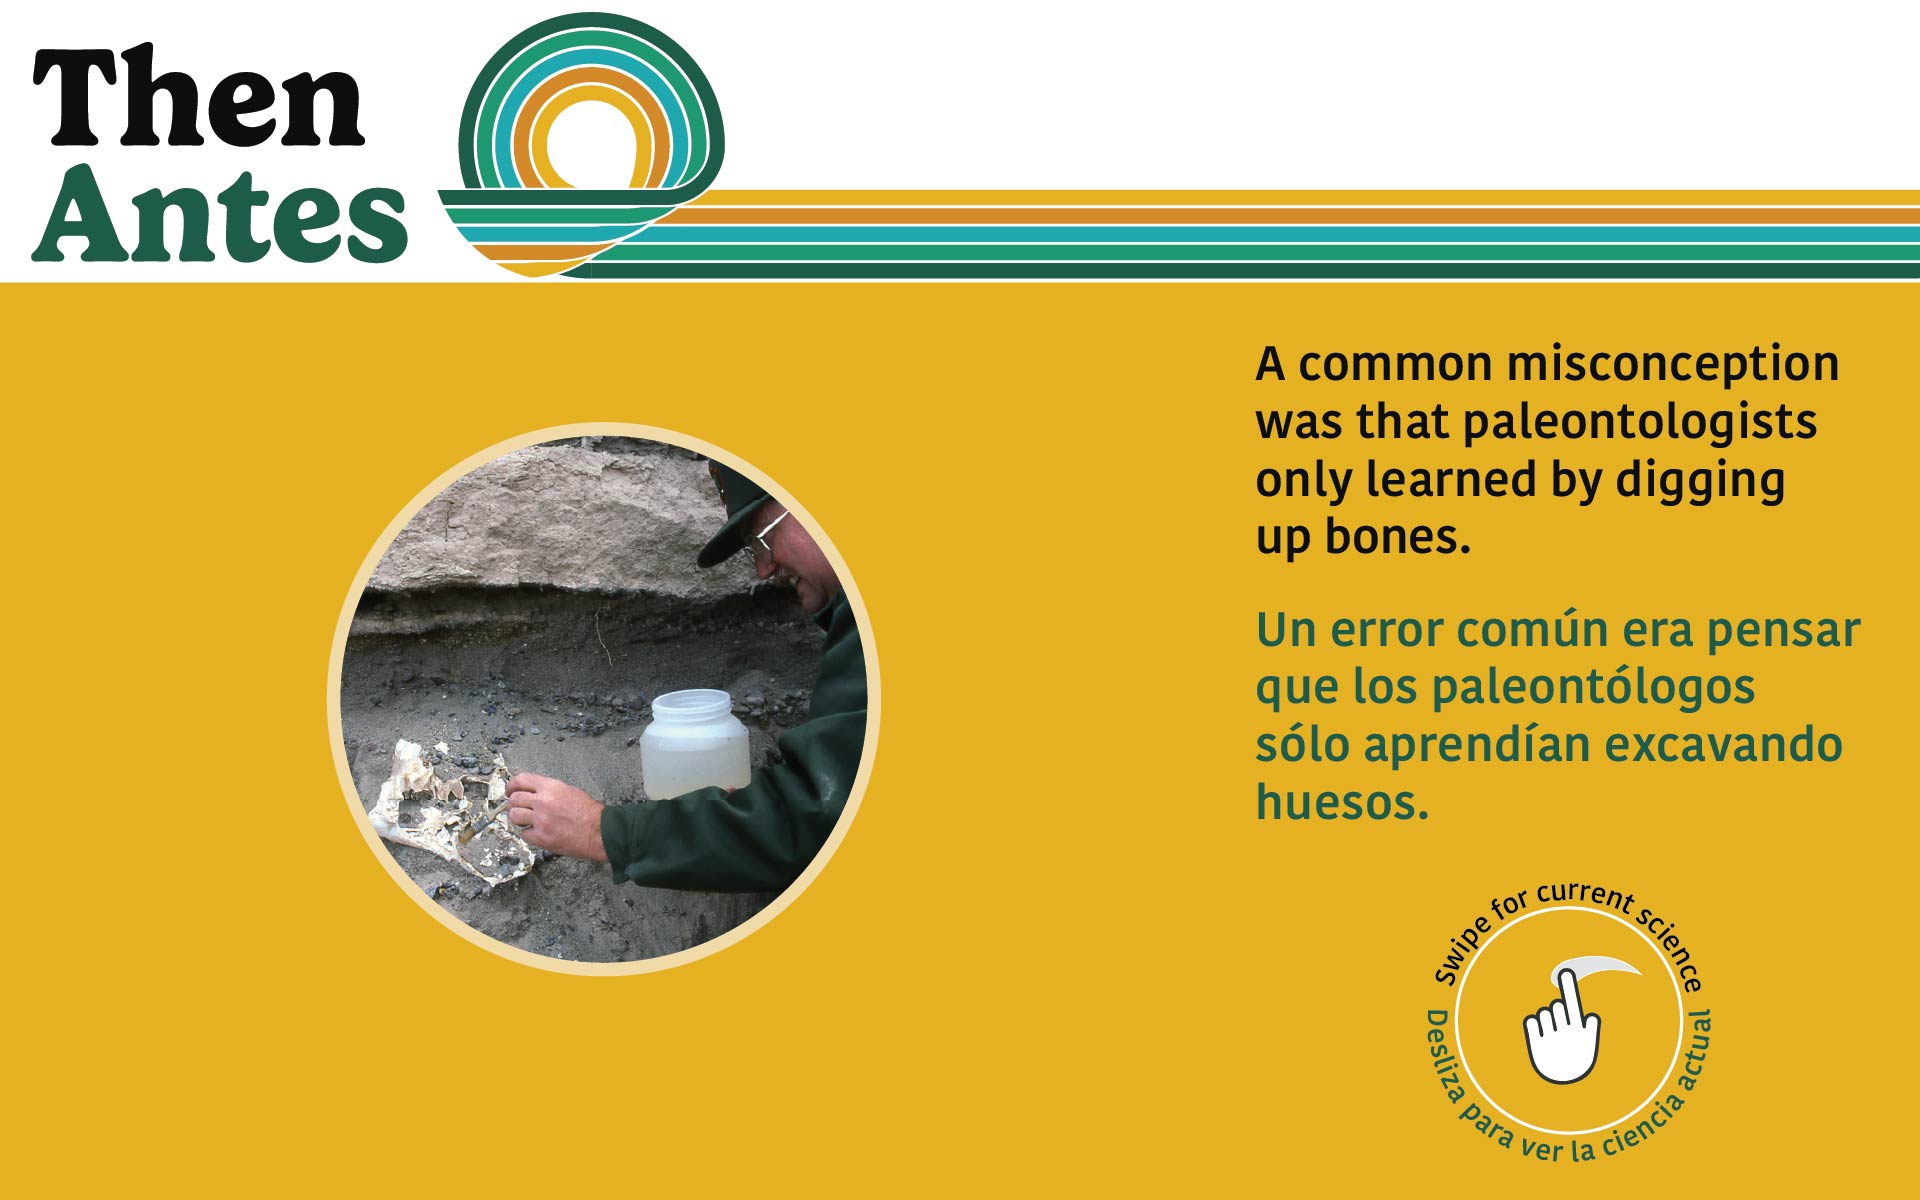 Then
Antes
A common misconception
was that paleontologists
only learned by digging
up bones.
Un error común era pensar
que los paleontólogos
sólo aprendían excavando
huesos.
Swipe for current science
Desliza para ver la ciencia actual